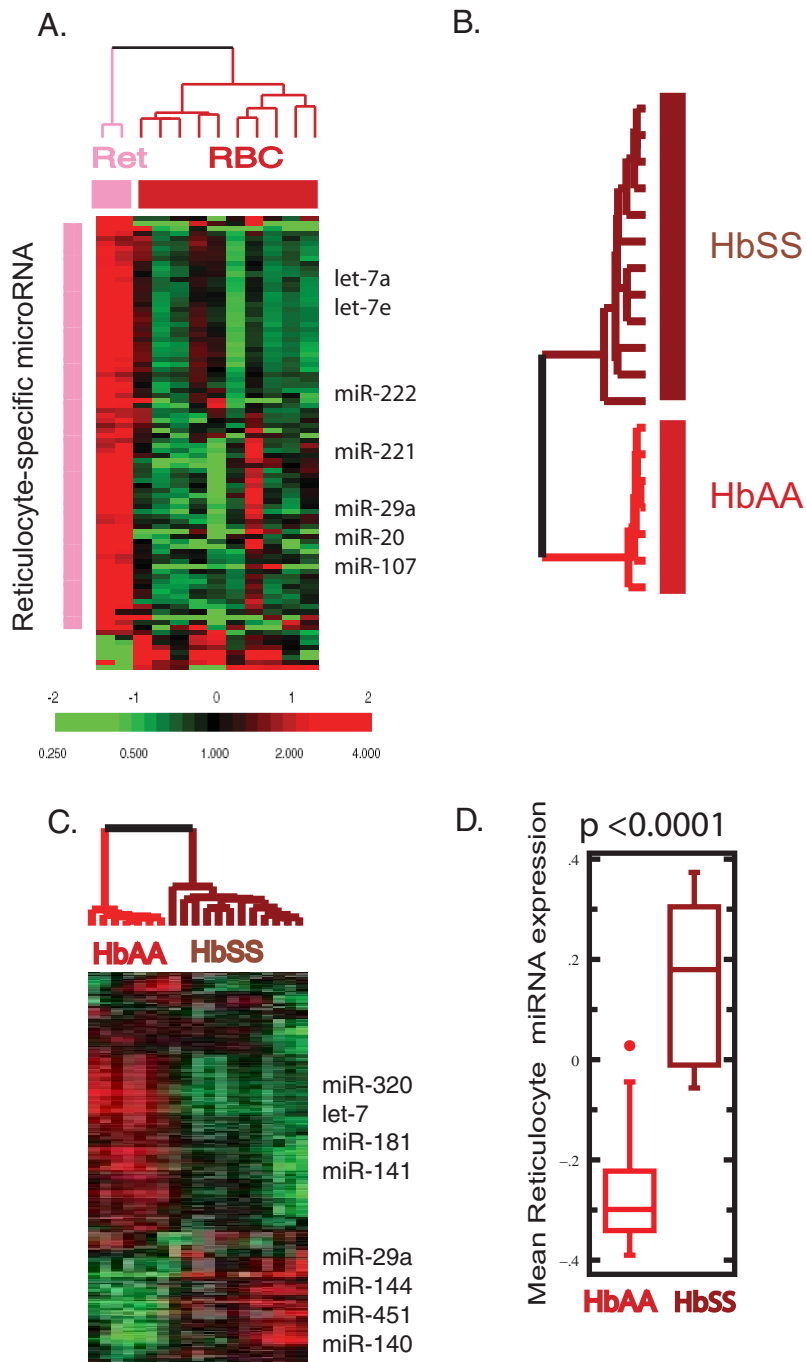 A.
Ret
RBC
Reticulocyte-specific microRNA
let-7a
let-7e
miR-222
miR-221
miR-29a
miR-20
miR-107
-2 -1 0 1 2
0.250 0.500 1.000 2.000 4.000
B.
HbSS
HbAA
C.
HbAA HbSS
miR-320
let-7
miR-181
miR-141
miR-29a
miR-144
miR-451
miR-140
D.
p <0.0001
Mean Reticulocyte miRNA expression
.4
.2
0
-.2
-.4
HbAA HbSS